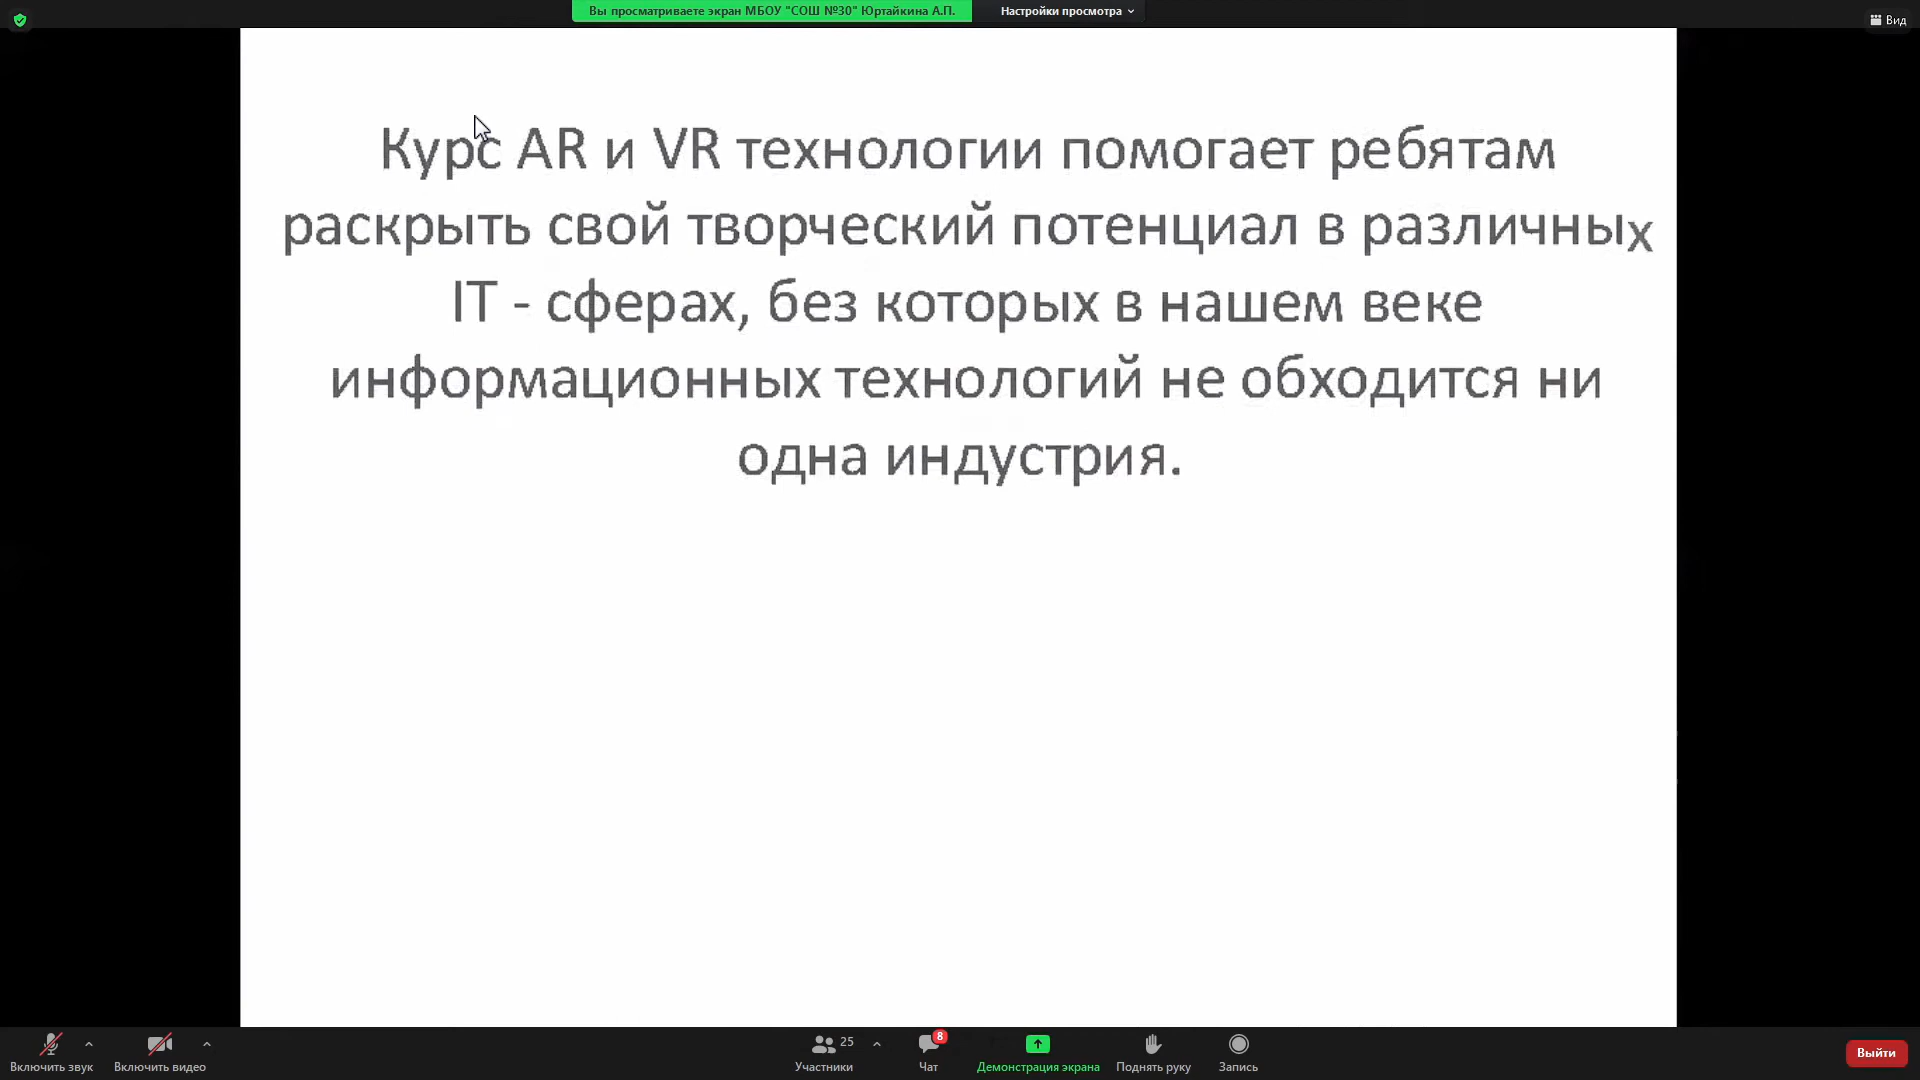 Вы просматриваете экран МБОУ "СОШ №30" Юртайкина А.П.
Настройки просмотра
Вид
Курс AR и VR технологии помогает ребятам
раскрыть свой творческий потенциал в различных
IT - сферах, без которых в нашем веке
информационных технологий не обходится ни
одна индустрия.
Включить звук
Включить видео
25
Участники
8
Чат
Демонстрация экрана
Поднять руку
Запись
Выйти